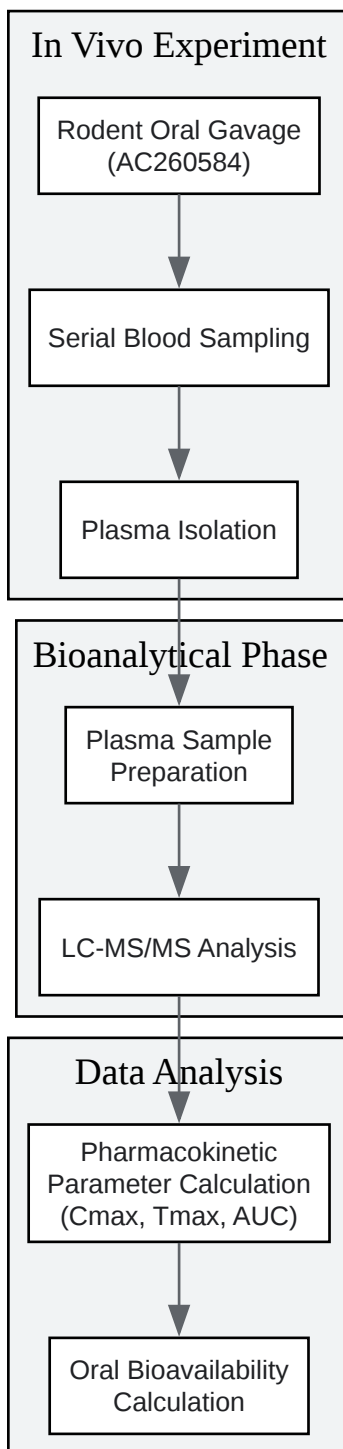 In Vivo Experiment
Rodent Oral Gavage
(AC260584)
Serial Blood Sampling
Plasma Isolation
Bioanalytical Phase
Plasma Sample
Preparation
LC-MS/MS Analysis
Data Analysis
Pharmacokinetic
Parameter Calculation
(Cmax, Tmax, AUC)
Oral Bioavailability
Calculation